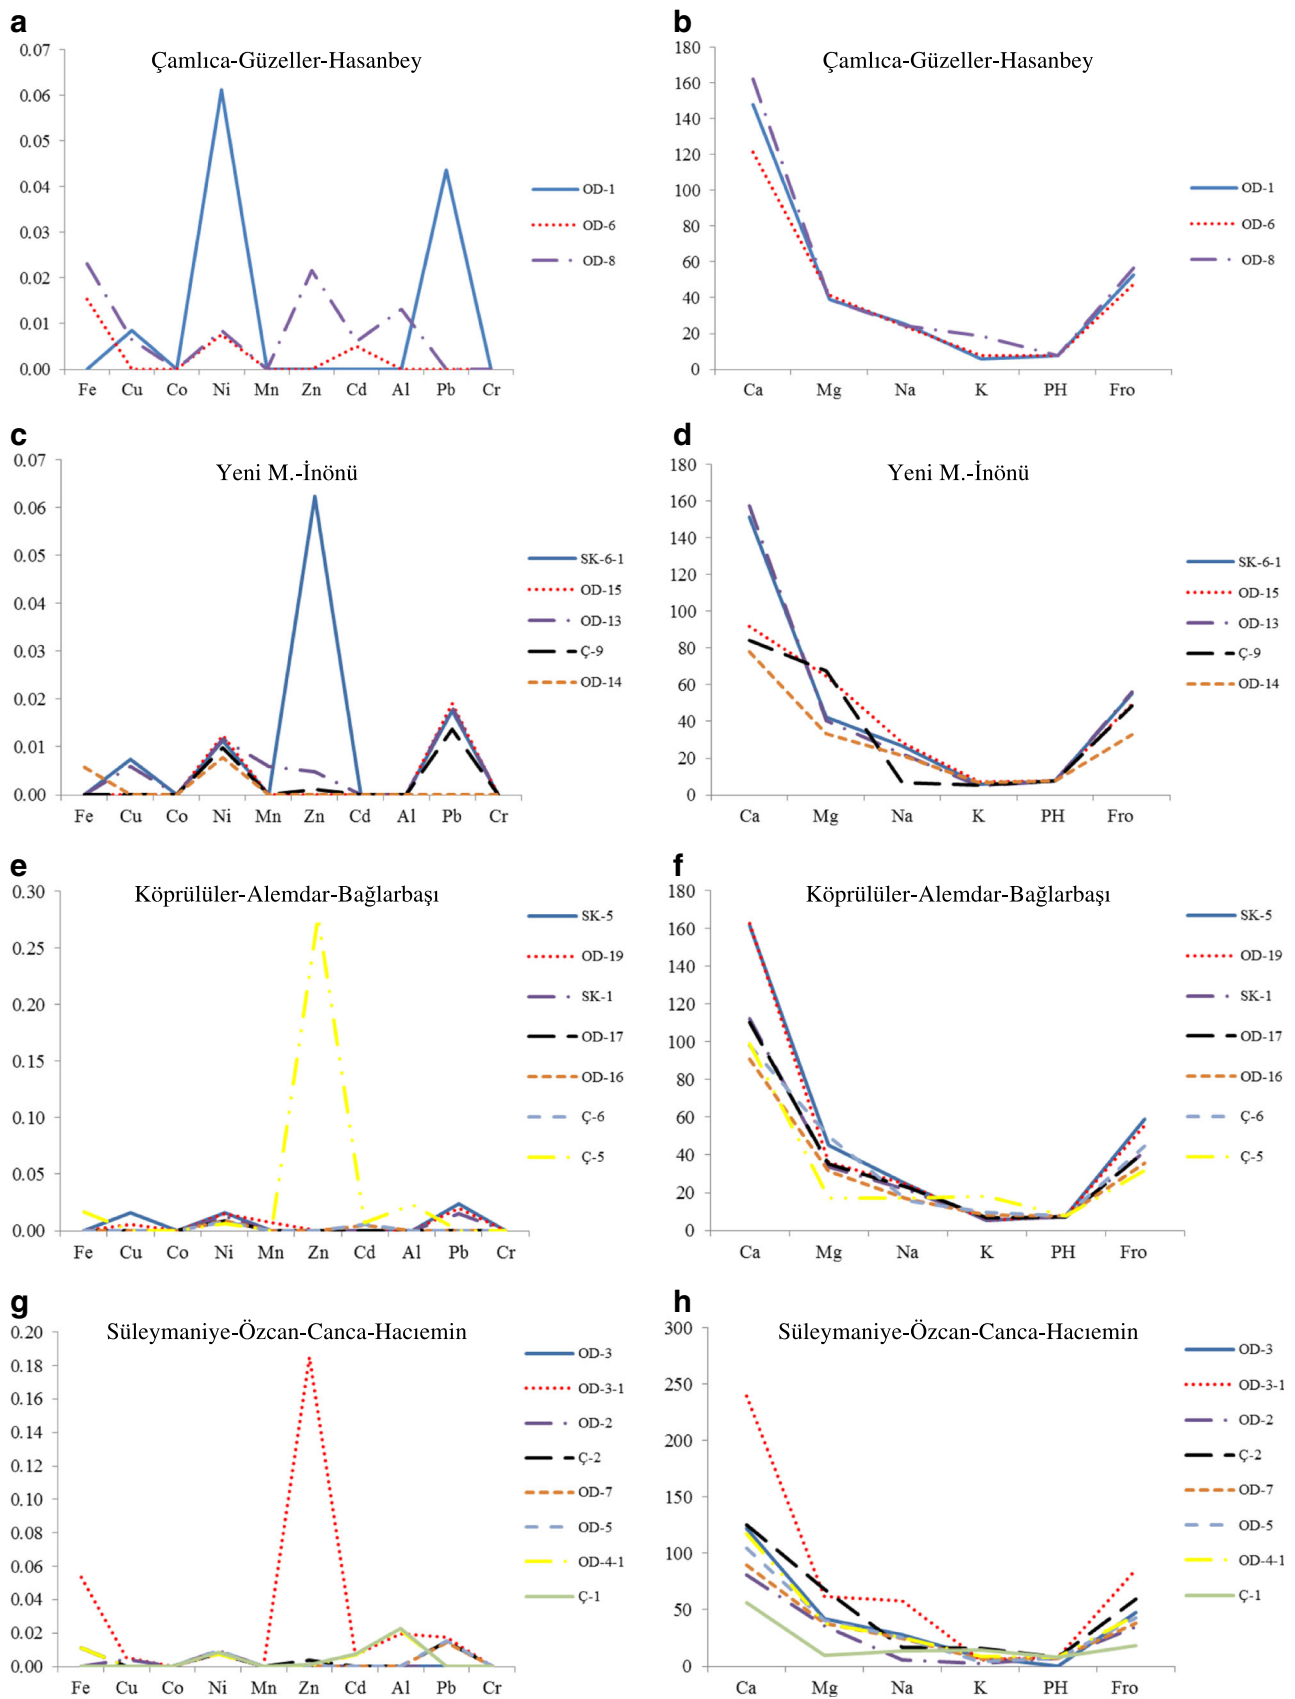 a
Çamlıca-Güzeller-Hasanbey
0.07
0.06
0.05
0.04
0.03
0.02
0.01
0.00
Fe Cu Co Ni Mn Zn Cd Al Pb Cr
OD-1
OD-6
OD-8
b
Çamlıca-Güzeller-Hasanbey
180
160
140
120
100
80
60
40
20
0
Ca Mg Na K PH Fro
OD-1
OD-6
OD-8
c
Yeni M.-İnönü
0.07
0.06
0.05
0.04
0.03
0.02
0.01
0.00
Fe Cu Co Ni Mn Zn Cd Al Pb Cr
SK-6-1
OD-15
OD-13
Ç-9
OD-14
d
Yeni M.-İnönü
180
160
140
120
100
80
60
40
20
0
Ca Mg Na K PH Fro
SK-6-1
OD-15
OD-13
Ç-9
OD-14
e
Köprülüler-Alemdar-Bağlarbaşı
0.30
0.25
0.20
0.15
0.10
0.05
0.00
Fe Cu Co Ni Mn Zn Cd Al Pb Cr
SK-5
OD-19
SK-1
OD-17
OD-16
Ç-6
Ç-5
f
Köprülüler-Alemdar-Bağlarbaşı
180
160
140
120
100
80
60
40
20
0
Ca Mg Na K PH Fro
SK-5
OD-19
SK-1
OD-17
OD-16
Ç-6
Ç-5
g
Süleymaniye-Özcan-Canca-Hacıemin
0.20
0.18
0.16
0.14
0.12
0.10
0.08
0.06
0.04
0.02
0.00
Fe Cu Co Ni Mn Zn Cd Al Pb Cr
OD-3
OD-3-1
OD-2
Ç-2
OD-7
OD-5
OD-4-1
Ç-1
h
Süleymaniye-Özcan-Canca-Hacıemin
300
250
200
150
100
50
0
Ca Mg Na K PH Fro
OD-3
OD-3-1
OD-2
Ç-2
OD-7
OD-5
OD-4-1
Ç-1